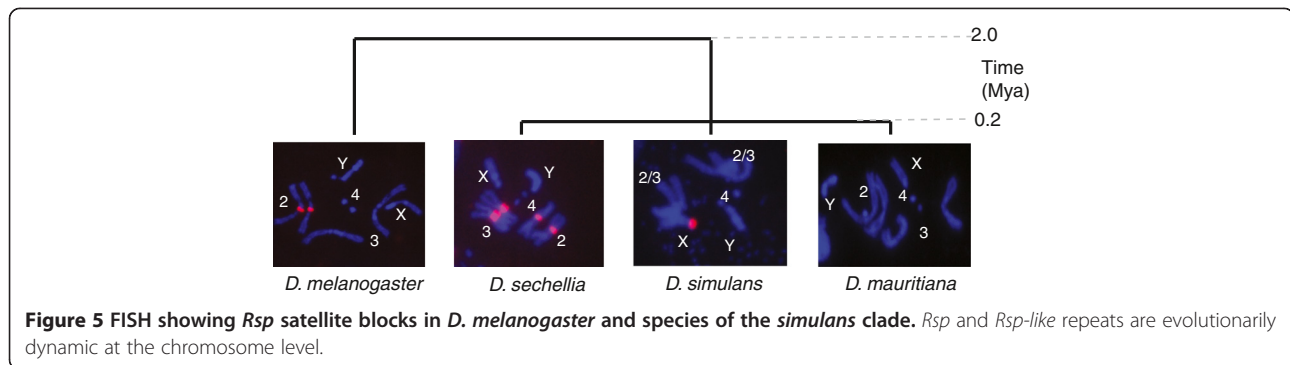 2.0
Time
(Mya)
0.2
Y
2
4
X
3
X
Y
4
3
2
2/3
2/3
4
X
Y
X
2
4
Y
3
D. melanogaster
D. sechellia
D. simulans
D. mauritiana
Figure 5 FISH showing Rsp satellite blocks in D. melanogaster and species of the simulans clade. Rsp and Rsp-like repeats are evolutionarily
dynamic at the chromosome level.